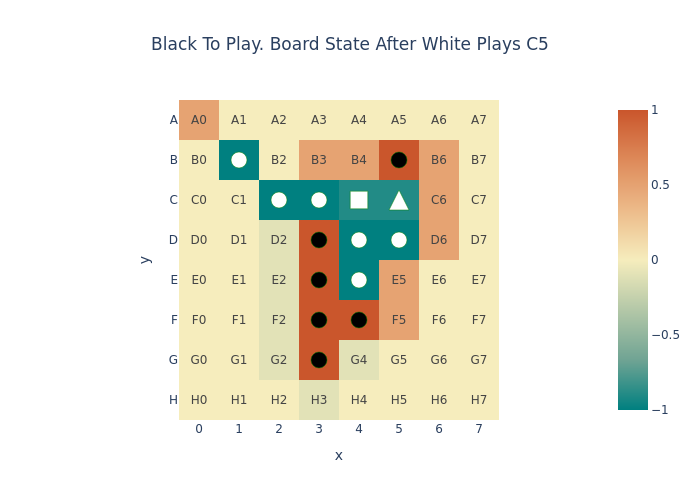 Black To Play. Board State After White Plays C5
A A0 A1 A2 A3 A4 A5 A6 A7
B B0 B2 B3 B4 B6 B7
C C0 C1 C6 C7
D D0 D1 D2 D6 D7
E E0 E1 E2 E5 E6 E7
F F0 F1 F2 F5 F6 F7
G G0 G1 G2 G4 G5 G6 G7
H H0 H1 H2 H3 H4 H5 H6 H7
0 1 2 3 4 5 6 7
x
y
1
0.5
0
−0.5
−1